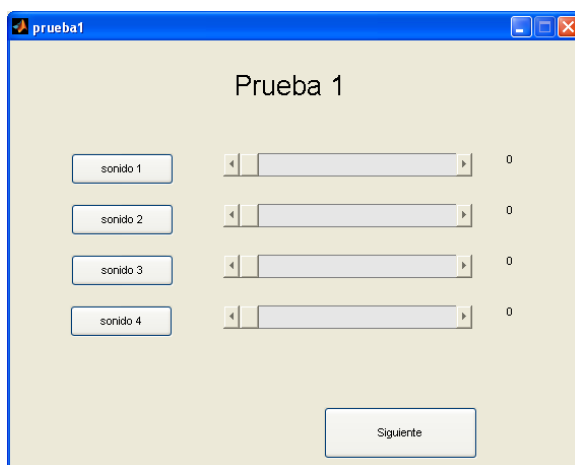 prueba1
Prueba 1
sonido 1 0
sonido 2 0
sonido 3 0
sonido 4 0
Siguiente